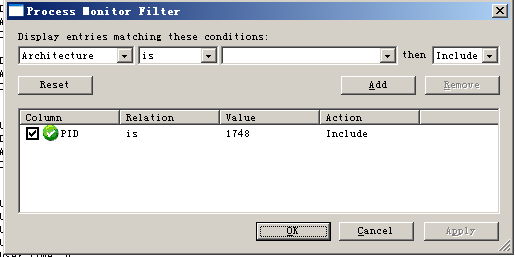 Process Monitor Filter
Display entries matching these conditions:
Architecture is then Include
Reset Add Remove
Column Relation Value Action
PID is 1748 Include
OK Cancel Apply